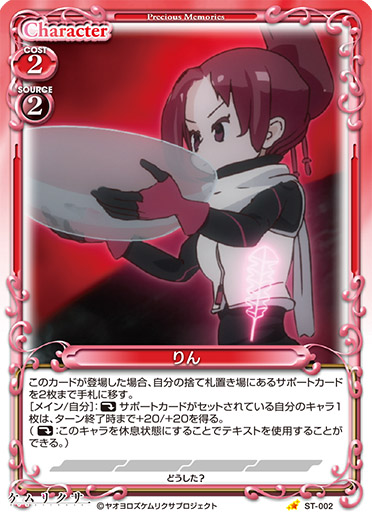 Precious Memories
Character
COST
2
SOURCE
2
りん
このカードが登場した場合、自分の捨て札置き場にあるサポートカード
を2枚まで手札に移す。
[メイン/自分]: サポートカードがセットされている自分のキャラ1
枚は、ターン終了時まで+20/+20を得る。
( :このキャラを休息状態にすることでテキストを使用することが
できる。)
どうした?
ケムリクサ
©ヤオヨロズケムリクサプロジェクト
ST-002